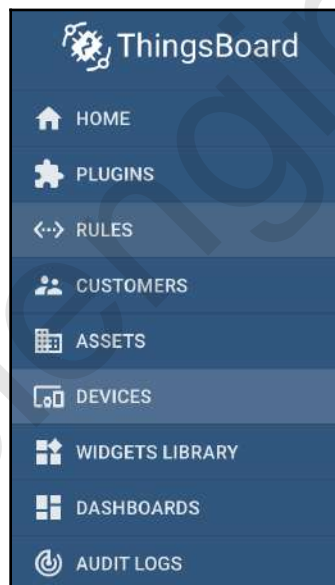 ThingsBoard
HOME
PLUGINS
RULES
CUSTOMERS
ASSETS
DEVICES
WIDGETS LIBRARY
DASHBOARDS
AUDIT LOGS